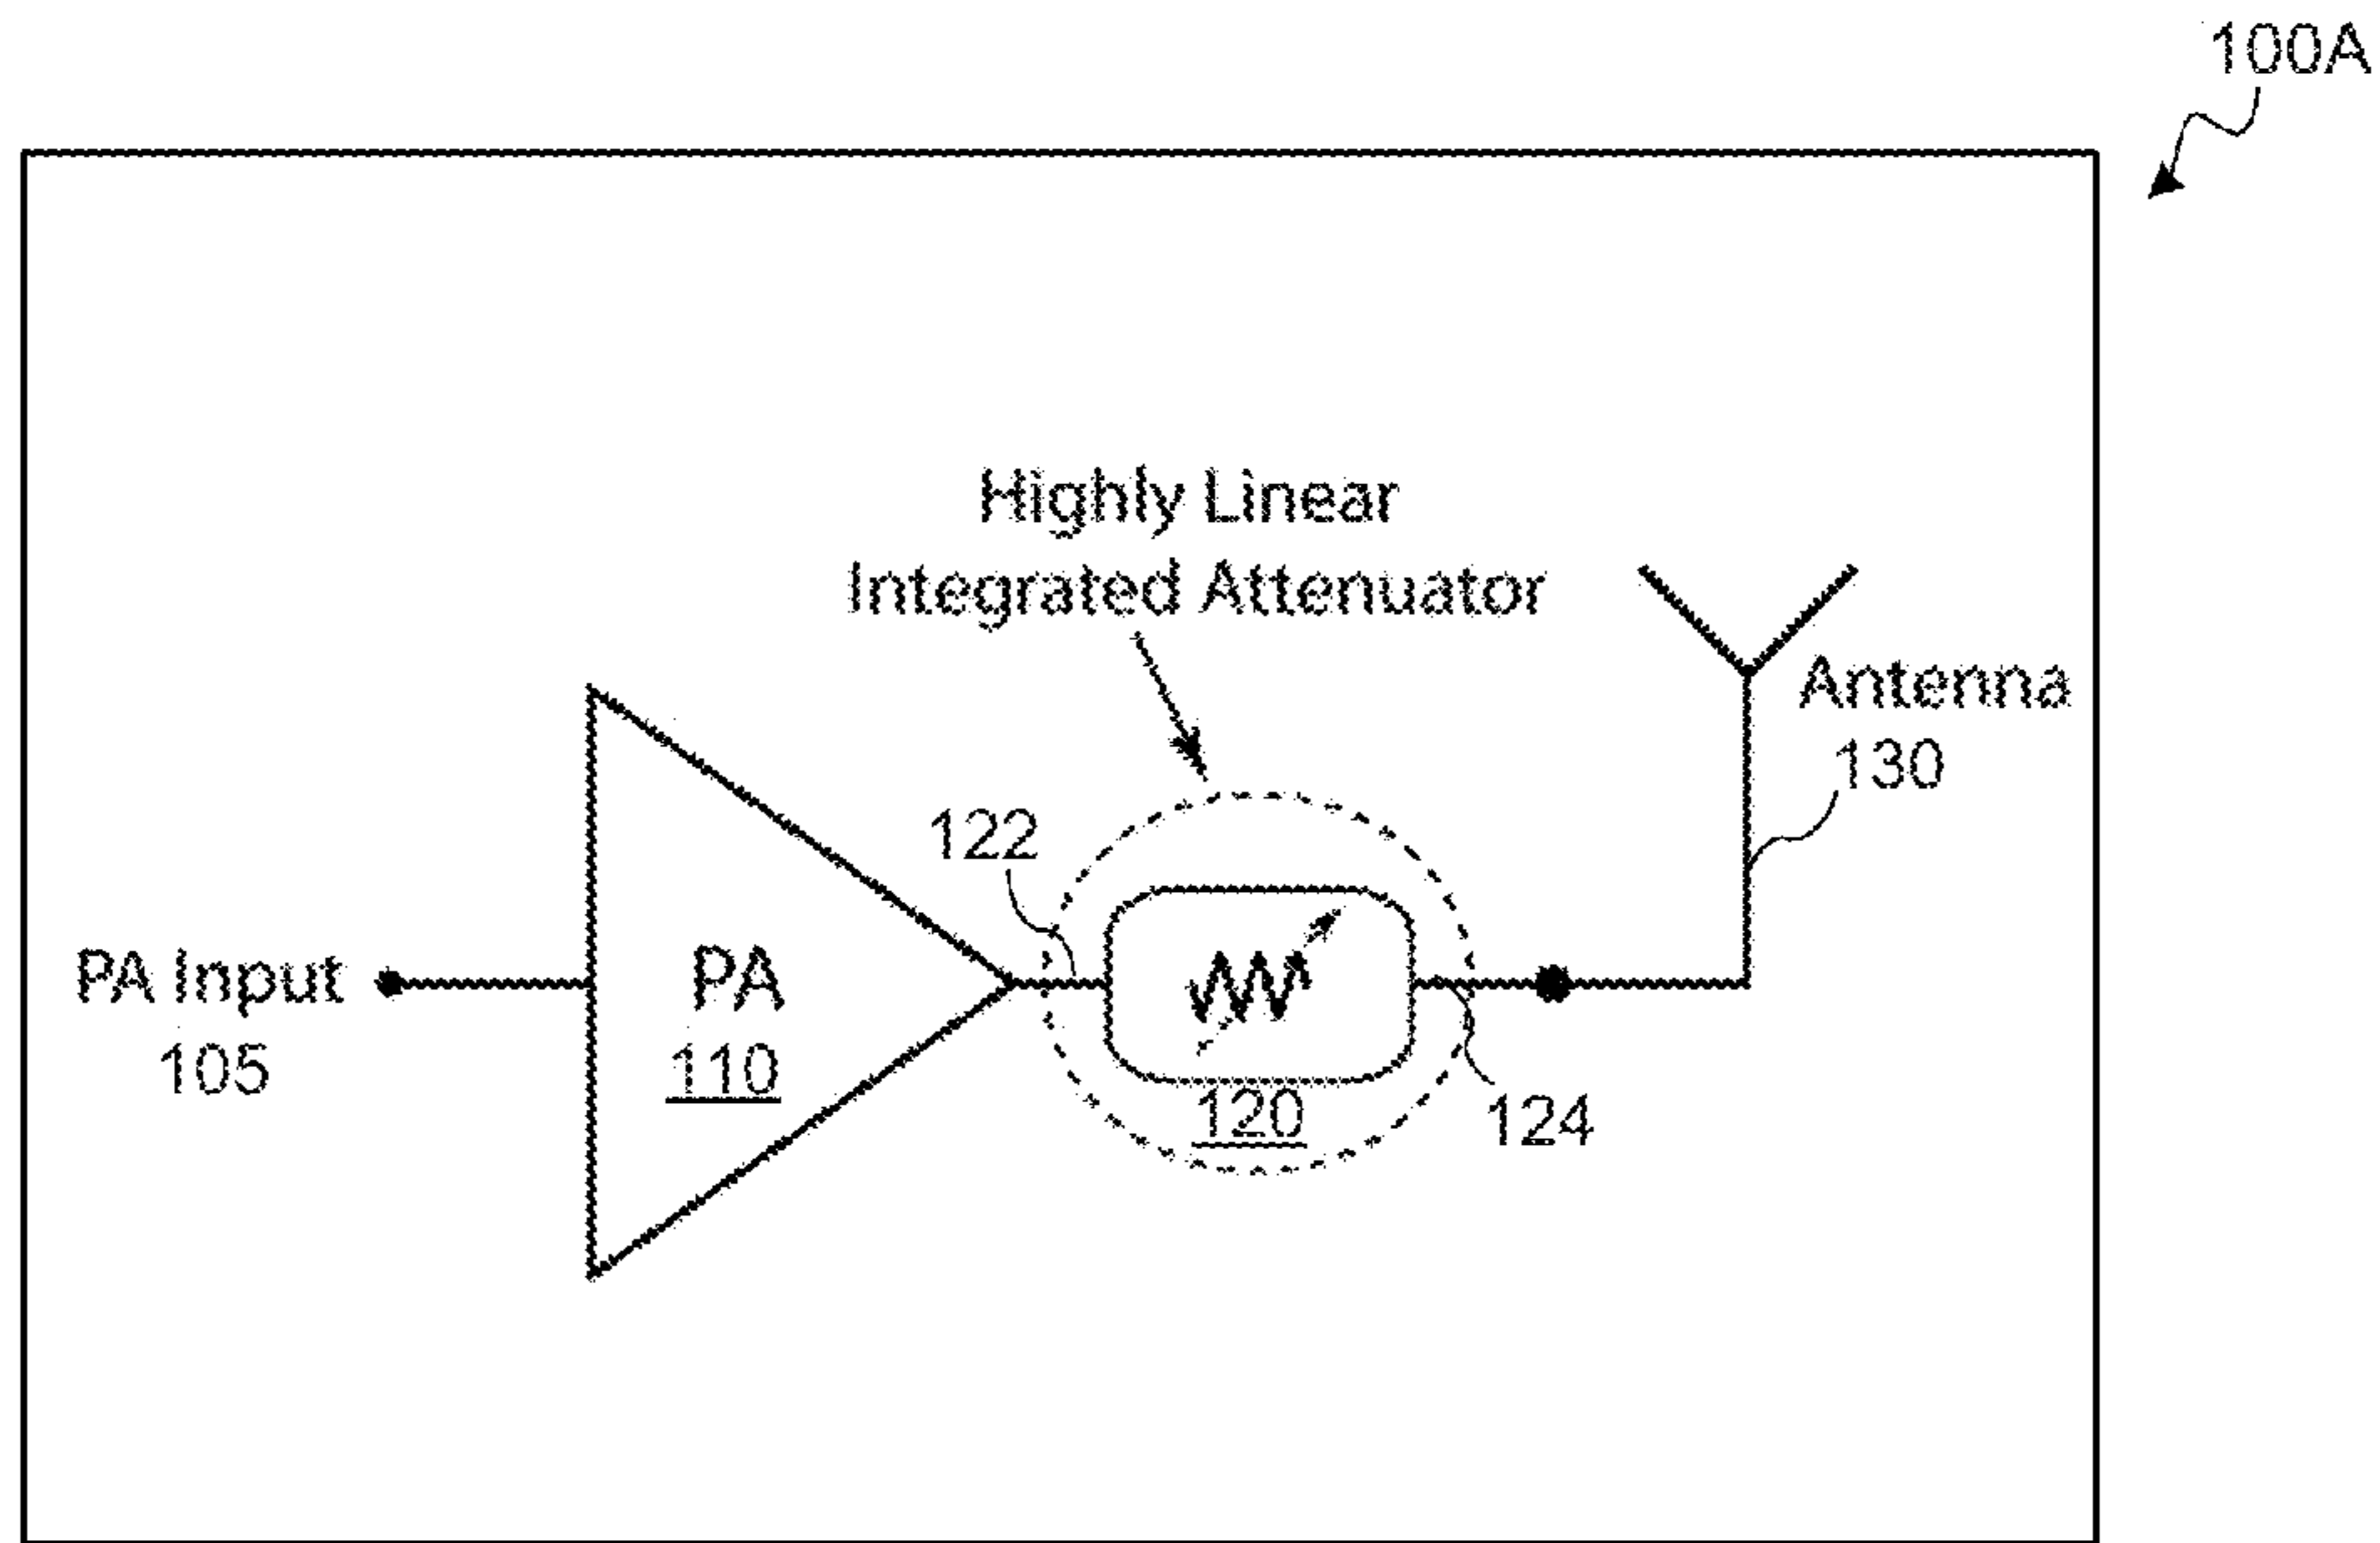 100A
Highly Linear
Integrated Attenuator
Antenna
130
122
PA Input
105
PA
110
120
124